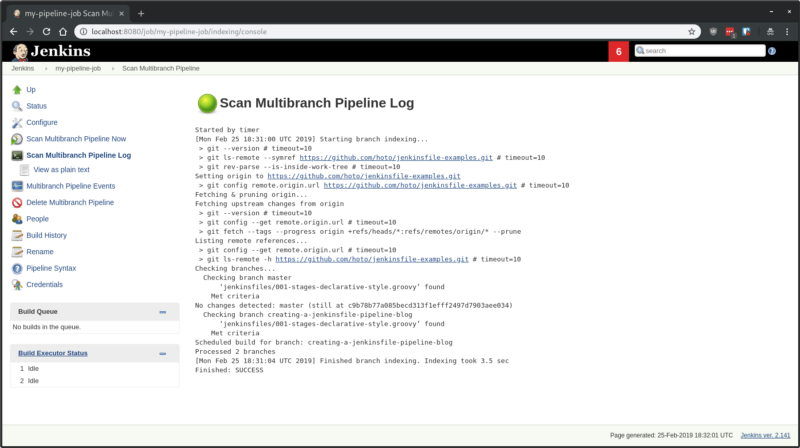 my-pipeline-job Scan Mul
localhost:8080/job/my-pipeline-job/indexing/console
Jenkins
6
search
Jenkins › my-pipeline-job › Scan Multibranch Pipeline
Up
Status
Configure
Scan Multibranch Pipeline Now
Scan Multibranch Pipeline Log
View as plain text
Multibranch Pipeline Events
Delete Multibranch Pipeline
People
Build History
Rename
Pipeline Syntax
Credentials
Build Queue
No builds in the queue.
Build Executor Status
1 Idle
2 Idle
Scan Multibranch Pipeline Log
Started by timer
[Mon Feb 25 18:31:00 UTC 2019] Starting branch indexing...
> git --version # timeout=10
> git ls-remote --symref https://github.com/hoto/jenkinsfile-examples.git # timeout=10
> git rev-parse --is-inside-work-tree # timeout=10
Setting origin to https://github.com/hoto/jenkinsfile-examples.git
> git config remote.origin.url https://github.com/hoto/jenkinsfile-examples.git # timeout=10
Fetching & pruning origin...
Fetching upstream changes from origin
> git --version # timeout=10
> git config --get remote.origin.url # timeout=10
> git fetch --tags --progress origin +refs/heads/*:refs/remotes/origin/* --prune
Listing remote references...
> git config --get remote.origin.url # timeout=10
> git ls-remote -h https://github.com/hoto/jenkinsfile-examples.git # timeout=10
Checking branches...
Checking branch master
‘jenkinsfiles/001-stages-declarative-style.groovy’ found
Met criteria
No changes detected: master (still at c9b78b77a085becd313f1efff2497d7903aee034)
Checking branch creating-a-jenkinsfile-pipeline-blog
‘jenkinsfiles/001-stages-declarative-style.groovy’ found
Met criteria
Scheduled build for branch: creating-a-jenkinsfile-pipeline-blog
Processed 2 branches
[Mon Feb 25 18:31:04 UTC 2019] Finished branch indexing. Indexing took 3.5 sec
Finished: SUCCESS
Page generated: 25-Feb-2019 18:32:01 UTC Jenkins ver. 2.141